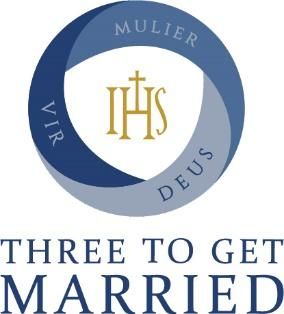 MULIER
VIR
IHS
DEUS
THREE TO GET
MARRIED